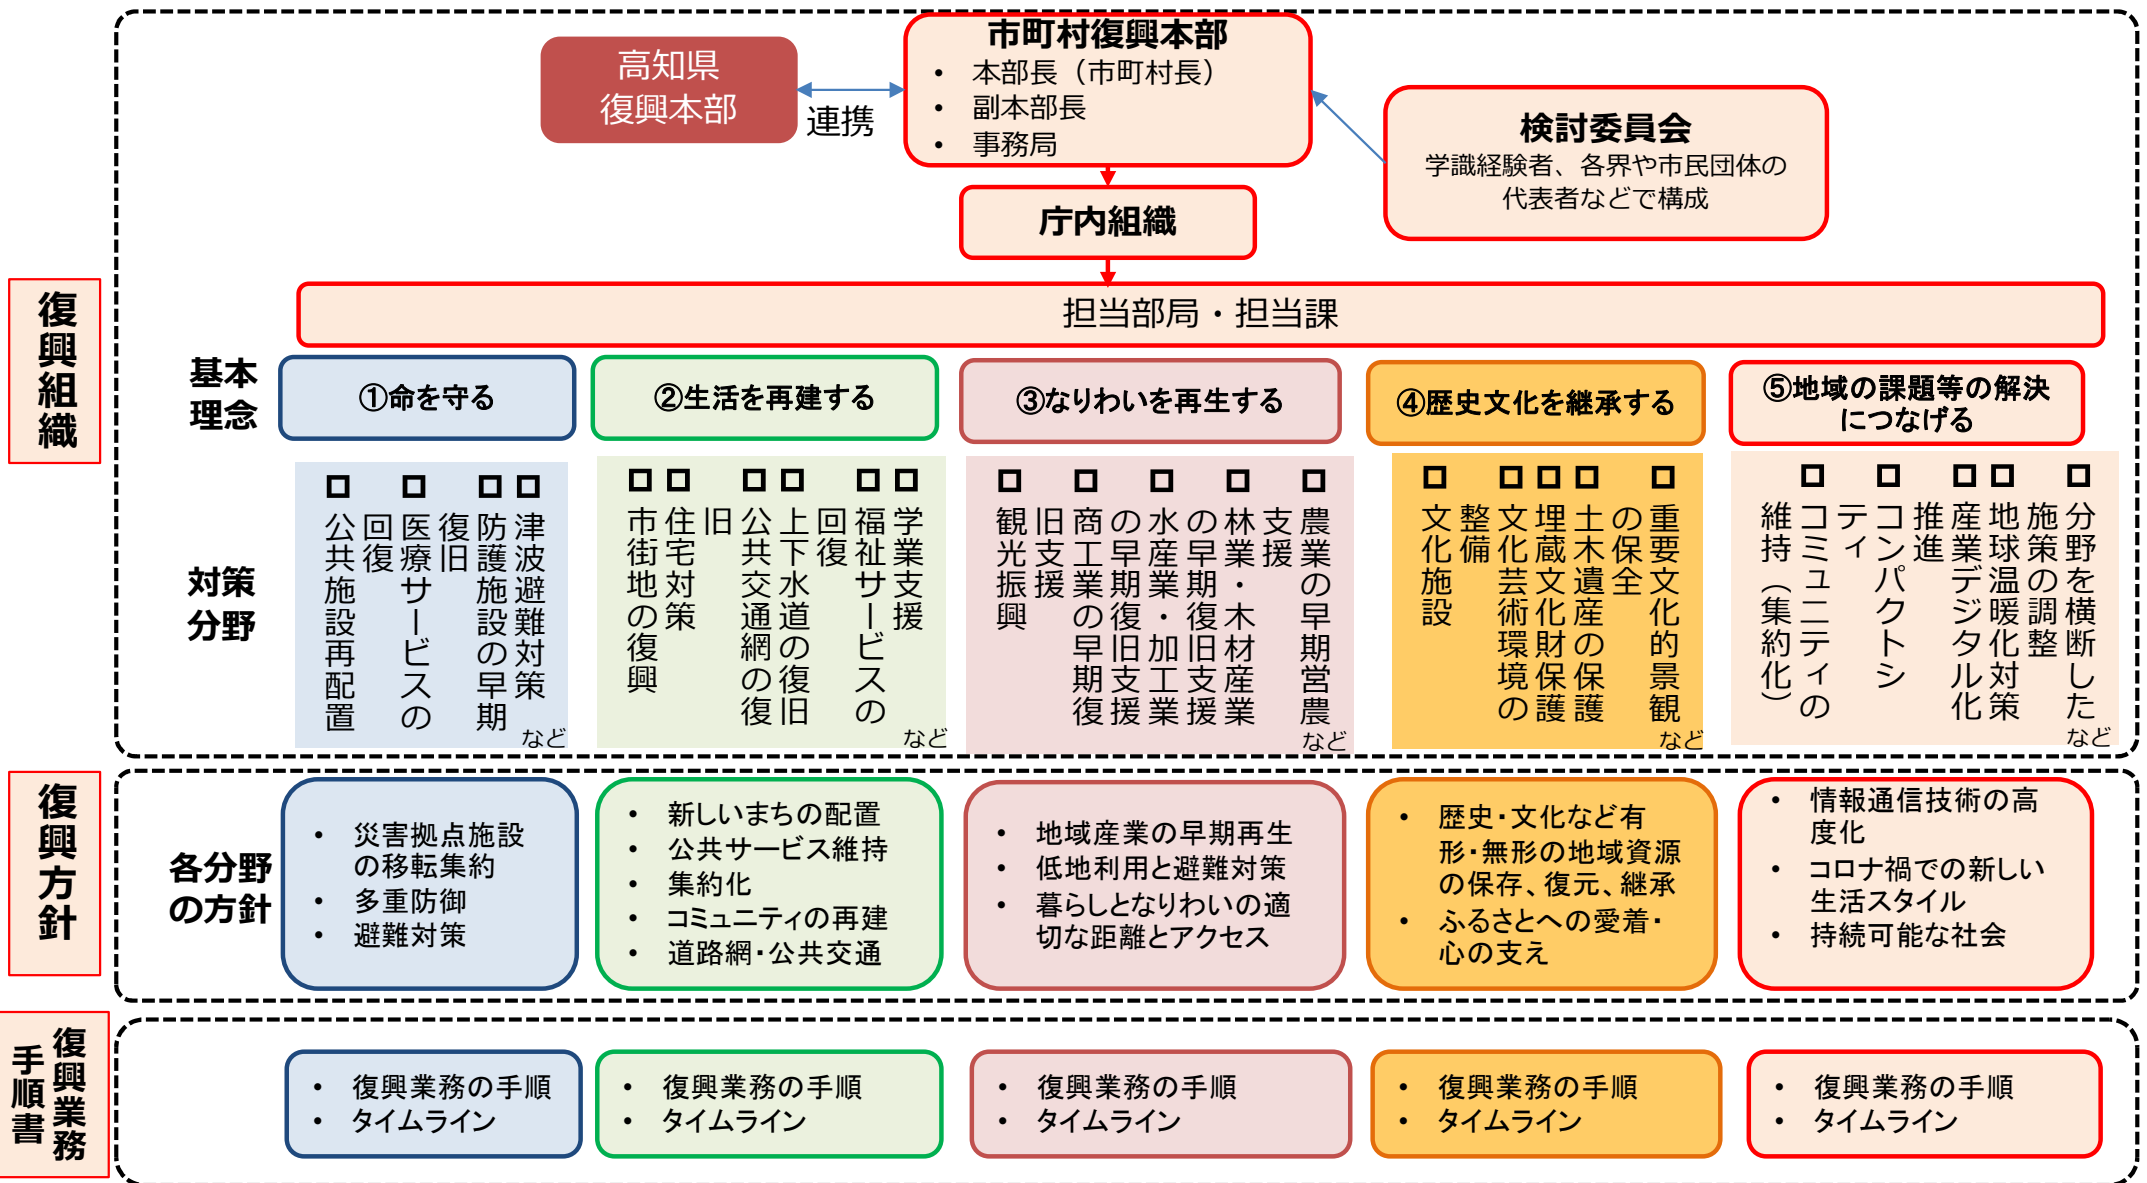 高知県
復興本部
連携
市町村復興本部
• 本部長（市町村長）
• 副本部長
• 事務局
検討委員会
学識経験者、各界や市民団体の
代表者などで構成
庁内組織
担当部局・担当課
復興組織
基本
理念
①命を守る
②生活を再建する
③なりわいを再生する
④歴史文化を継承する
⑤地域の課題等の解決
につなげる
対策
分野
津波避難対策
防護施設の早期
復旧
医療サービスの
回復
公共施設再配置
など
学業支援
福祉サービスの
回復
上下水道の復旧
公共交通網の復
旧
住宅対策
市街地の復興
など
農業の早期営農
支援
林業・木材産業
の早期復旧支援
水産業・加工業
の早期復旧支援
商工業の早期復
旧支援
観光振興
など
重要文化的景観
の保全
土木遺産の保護
埋蔵文化財保護
文化芸術環境の
整備
文化施設
など
分野を横断した
施策の調整
地球温暖化対策
産業デジタル化
推進
コンパクトシ
ティ
コミュニティの
維持（集約化）
など
復興方針
各分野
の方針
• 災害拠点施設
の移転集約
• 多重防御
• 避難対策
• 新しいまちの配置
• 公共サービス維持
• 集約化
• コミュニティの再建
• 道路網・公共交通
• 地域産業の早期再生
• 低地利用と避難対策
• 暮らしとなりわいの適
切な距離とアクセス
• 歴史・文化など有
形・無形の地域資源
の保存、復元、継承
• ふるさとへの愛着・
心の支え
• 情報通信技術の高
度化
• コロナ禍での新しい
生活スタイル
• 持続可能な社会
復興業務
手順書
• 復興業務の手順
• タイムライン
• 復興業務の手順
• タイムライン
• 復興業務の手順
• タイムライン
• 復興業務の手順
• タイムライン
• 復興業務の手順
• タイムライン